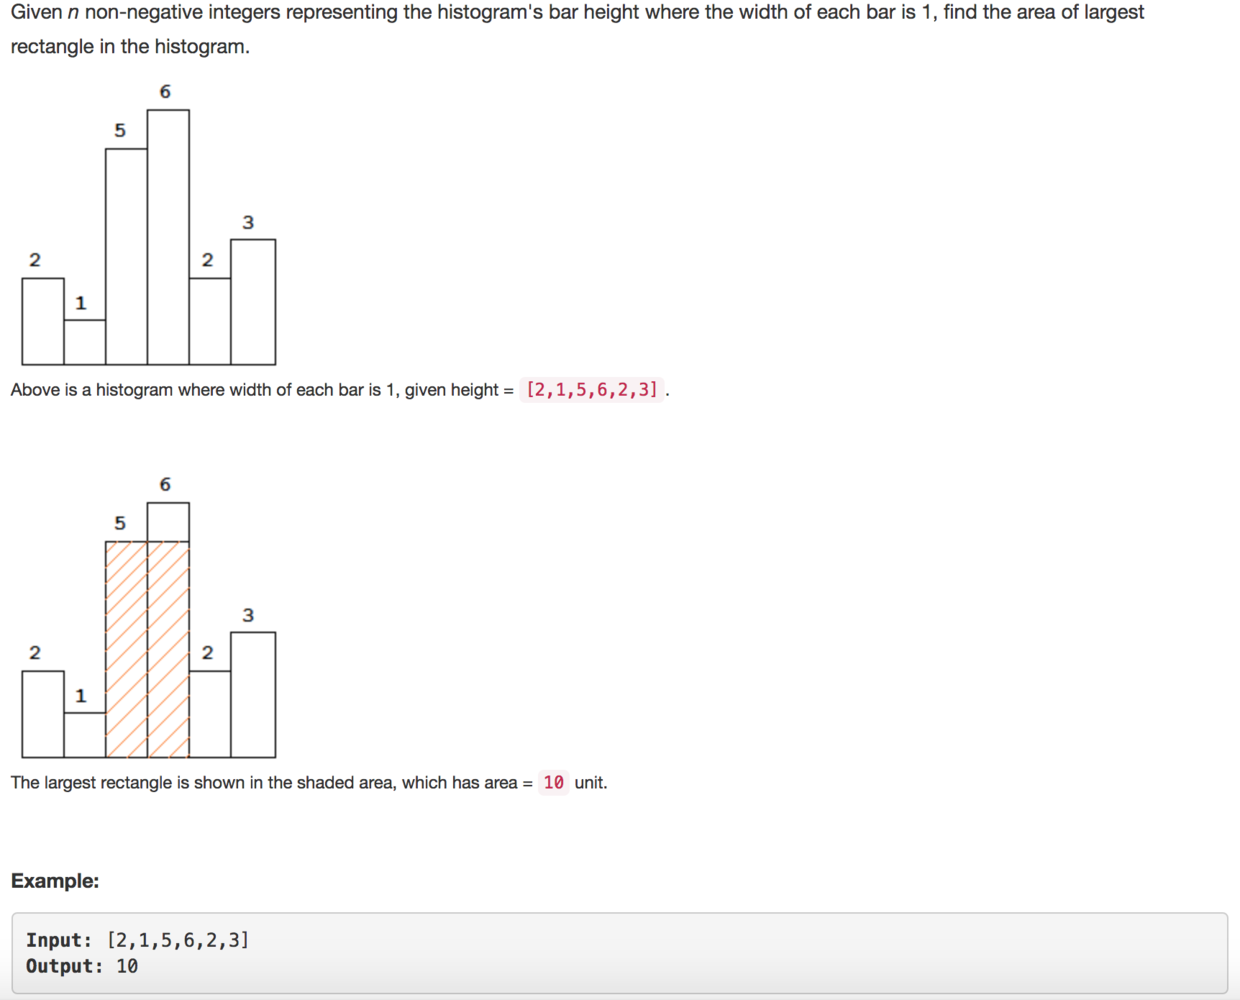 Given n non-negative integers representing the histogram's bar height where the width of each bar is 1, find the area of largest
rectangle in the histogram.
6
5
3
2
2
1
Above is a histogram where width of each bar is 1, given height = [2,1,5,6,2,3] .
6
5
3
2
2
1
The largest rectangle is shown in the shaded area, which has area = 10 unit.
Example:
Input: [2,1,5,6,2,3]
Output: 10